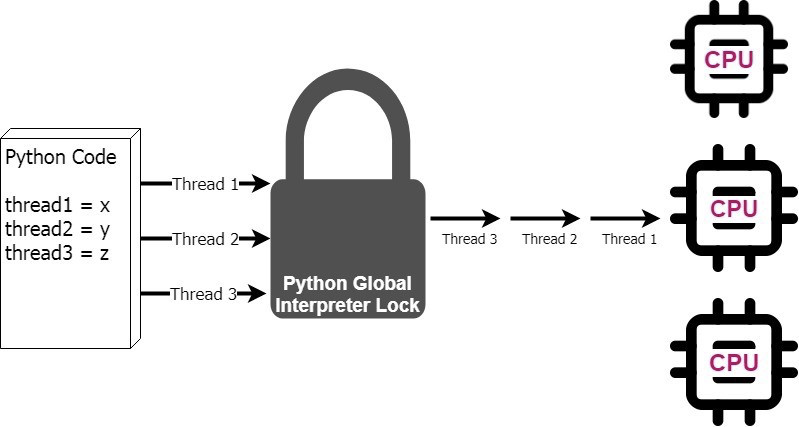 Python Code
thread1 = x
thread2 = y
thread3 = z
Thread 1
Thread 2
Thread 3
Python Global
Interpreter Lock
Thread 3
Thread 2
Thread 1
CPU
CPU
CPU